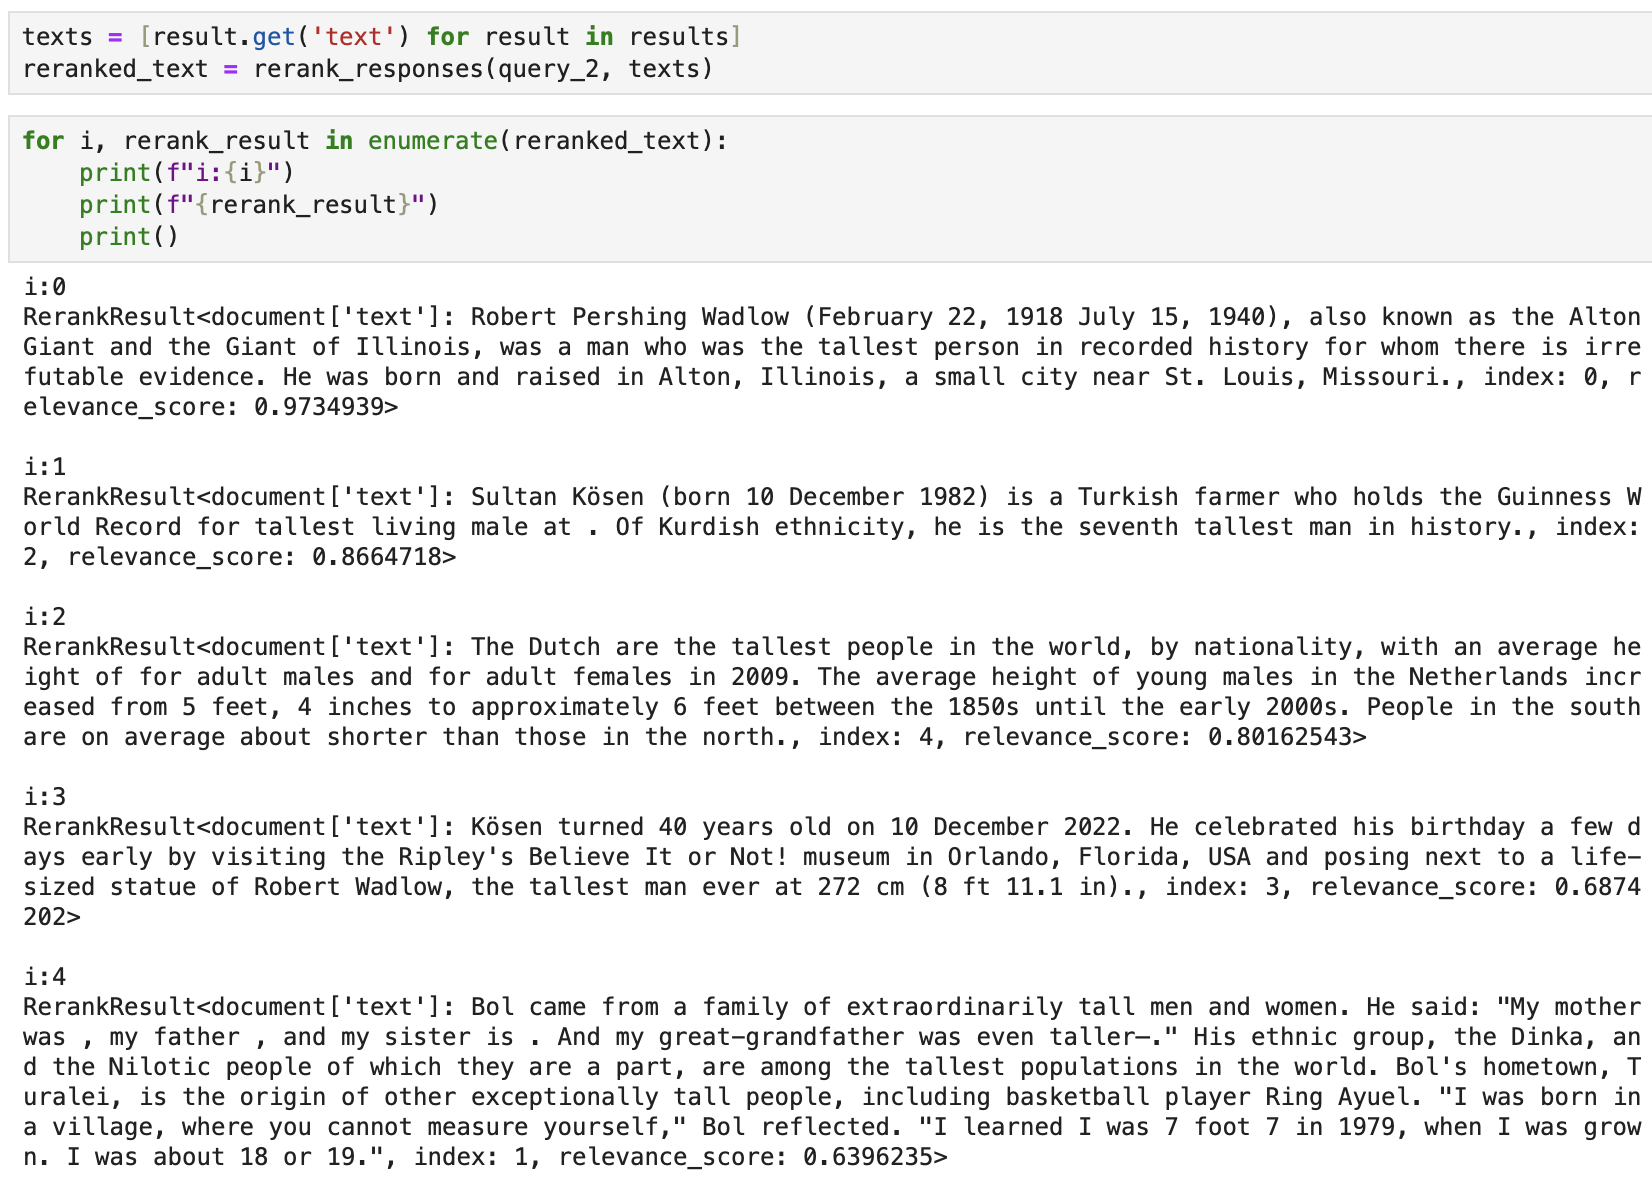 texts = [result.get('text') for result in results]
reranked_text = rerank_responses(query_2, texts)
for i, rerank_result in enumerate(reranked_text):
    print(f"i:{i}")
    print(f"{rerank_result}")
    print()
i:0
RerankResult<document['text']: Robert Pershing Wadlow (February 22, 1918 July 15, 1940), also known as the Alton
Giant and the Giant of Illinois, was a man who was the tallest person in recorded history for whom there is irre
futable evidence. He was born and raised in Alton, Illinois, a small city near St. Louis, Missouri., index: 0, r
elevance_score: 0.9734939>
i:1
RerankResult<document['text']: Sultan Kösen (born 10 December 1982) is a Turkish farmer who holds the Guinness W
orld Record for tallest living male at . Of Kurdish ethnicity, he is the seventh tallest man in history., index:
2, relevance_score: 0.8664718>
i:2
RerankResult<document['text']: The Dutch are the tallest people in the world, by nationality, with an average he
ight of for adult males and for adult females in 2009. The average height of young males in the Netherlands incr
eased from 5 feet, 4 inches to approximately 6 feet between the 1850s until the early 2000s. People in the south
are on average about shorter than those in the north., index: 4, relevance_score: 0.80162543>
i:3
RerankResult<document['text']: Kösen turned 40 years old on 10 December 2022. He celebrated his birthday a few d
ays early by visiting the Ripley's Believe It or Not! museum in Orlando, Florida, USA and posing next to a life-
sized statue of Robert Wadlow, the tallest man ever at 272 cm (8 ft 11.1 in)., index: 3, relevance_score: 0.6874
202>
i:4
RerankResult<document['text']: Bol came from a family of extraordinarily tall men and women. He said: "My mother
was , my father , and my sister is . And my great-grandfather was even taller—." His ethnic group, the Dinka, an
d the Nilotic people of which they are a part, are among the tallest populations in the world. Bol's hometown, T
uralei, is the origin of other exceptionally tall people, including basketball player Ring Ayuel. "I was born in
a village, where you cannot measure yourself," Bol reflected. "I learned I was 7 foot 7 in 1979, when I was grow
n. I was about 18 or 19.", index: 1, relevance_score: 0.6396235>